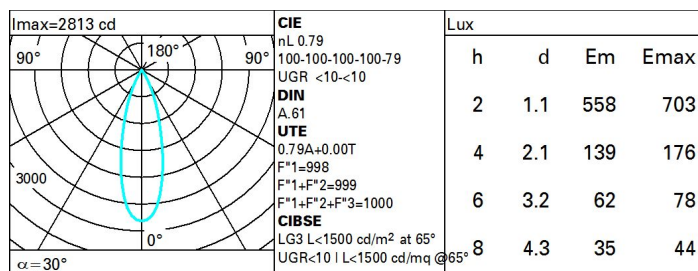 Imax=2813 cd
90°
180°
90°
3000
0°
α=30°
CIE
nL 0.79
100-100-100-100-79
UGR <10-<10
DIN
A.61
UTE
0.79A+0.00T
F"1=998
F"1+F"2=999
F"1+F"2+F"3=1000
CIBSE
LG3 L<1500 cd/m² at 65°
UGR<10 | L<1500 cd/mq @65°
Lux
h d Em Emax
2 1.1 558 703
4 2.1 139 176
6 3.2 62 78
8 4.3 35 44